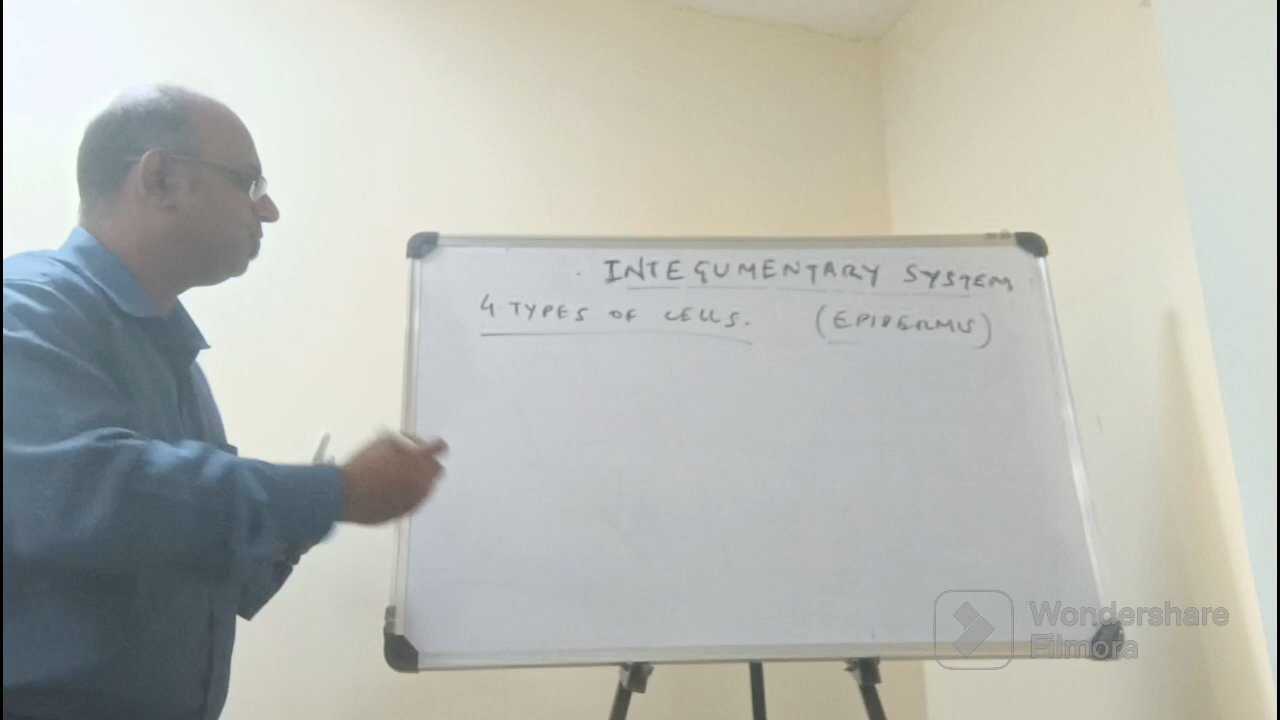 INTEGUMENTARY SYSTEM
4 TYPES OF CELLS. (EPIDERMIS)
Wondershare
Filmora